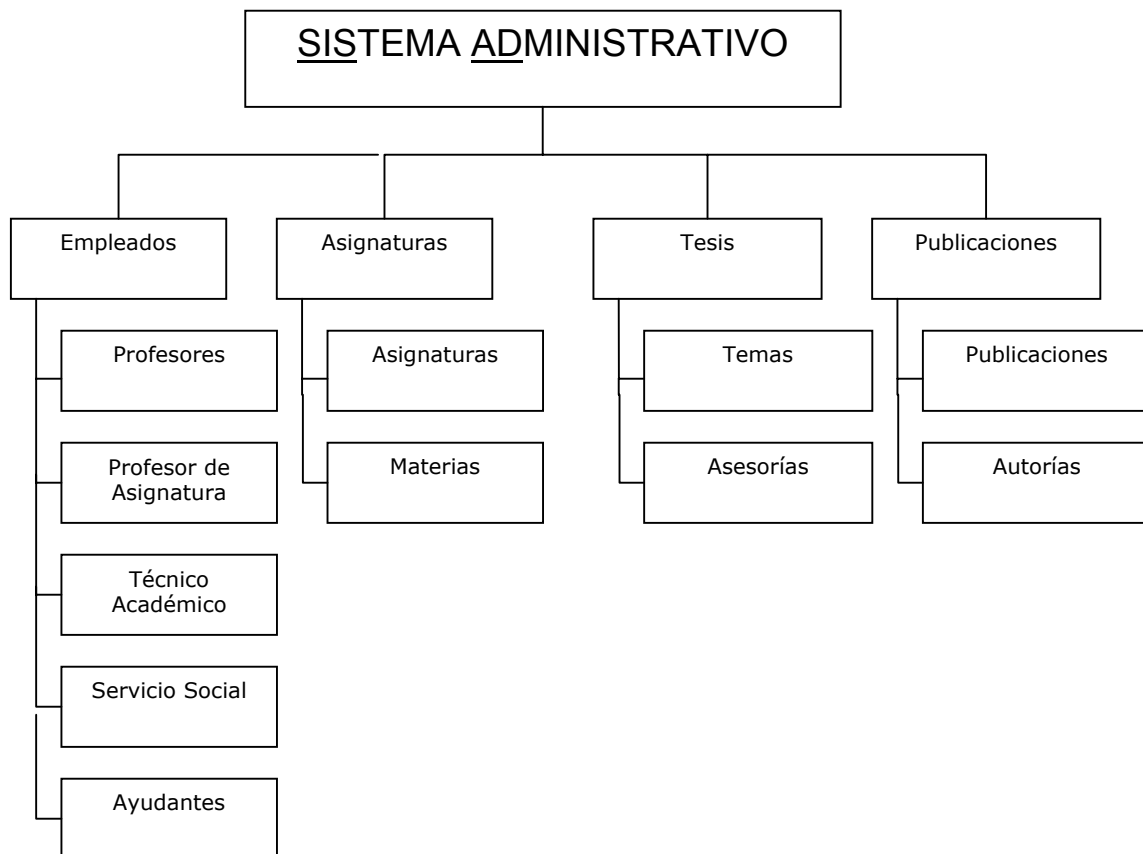 SISTEMA ADMINISTRATIVO
Empleados
Asignaturas
Tesis
Publicaciones
Profesores
Asignaturas
Temas
Publicaciones
Profesor de
Asignatura
Materias
Asesorías
Autorías
Técnico
Académico
Servicio Social
Ayudantes